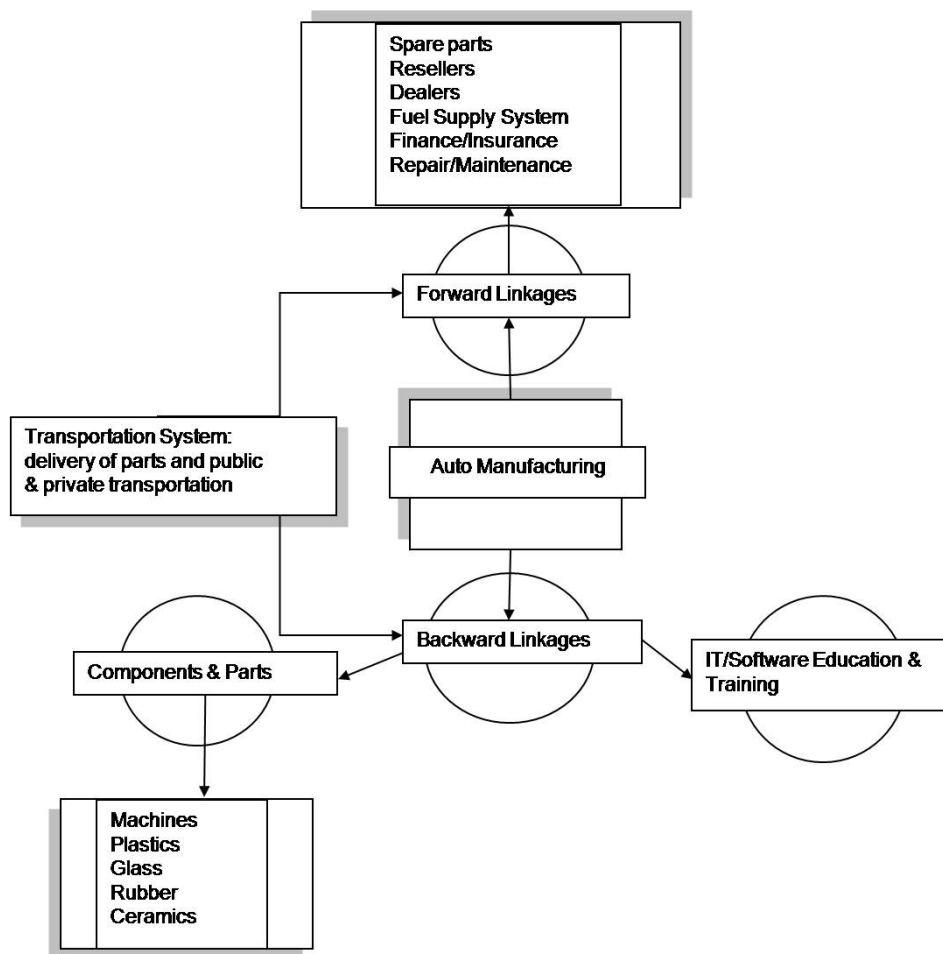 Spare parts
Resellers
Dealers
Fuel Supply System
Finance/Insurance
Repair/Maintenance
Forward Linkages
Transportation System:
delivery of parts and public
& private transportation
Auto Manufacturing
Backward Linkages
Components & Parts
IT/Software Education &
Training
Machines
Plastics
Glass
Rubber
Ceramics